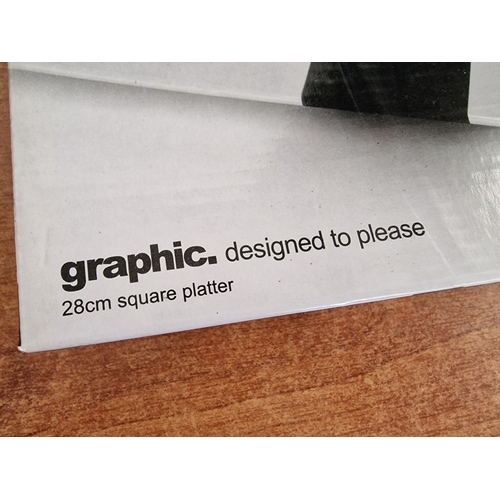 graphic. designed to please
28cm square platter